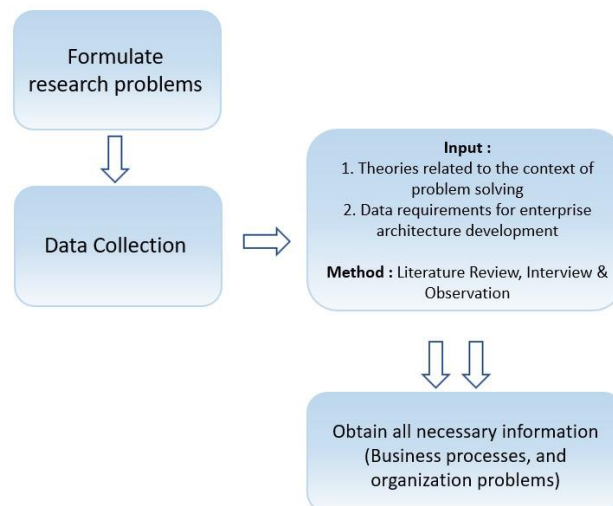 Formulate
research problems
Data Collection
Input :
1. Theories related to the context of
problem solving
2. Data requirements for enterprise
architecture development
Method : Literature Review, Interview &
Observation
Obtain all necessary information
(Business processes, and
organization problems)